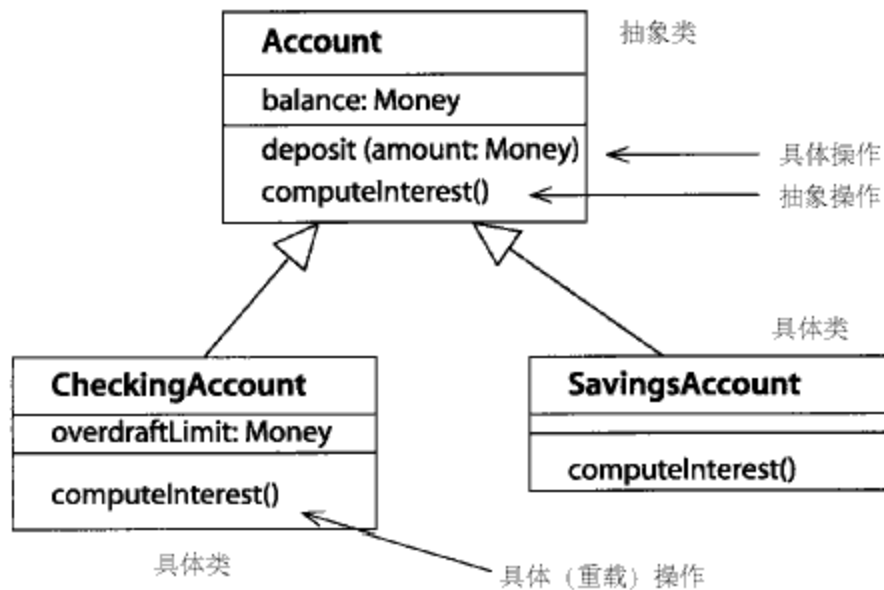 Account
抽象类
balance: Money
deposit (amount: Money)
具体操作
computeInterest()
抽象操作
具体类
CheckingAccount
SavingsAccount
overdraftLimit: Money
computeInterest()
computeInterest()
具体类
具体（重载）操作